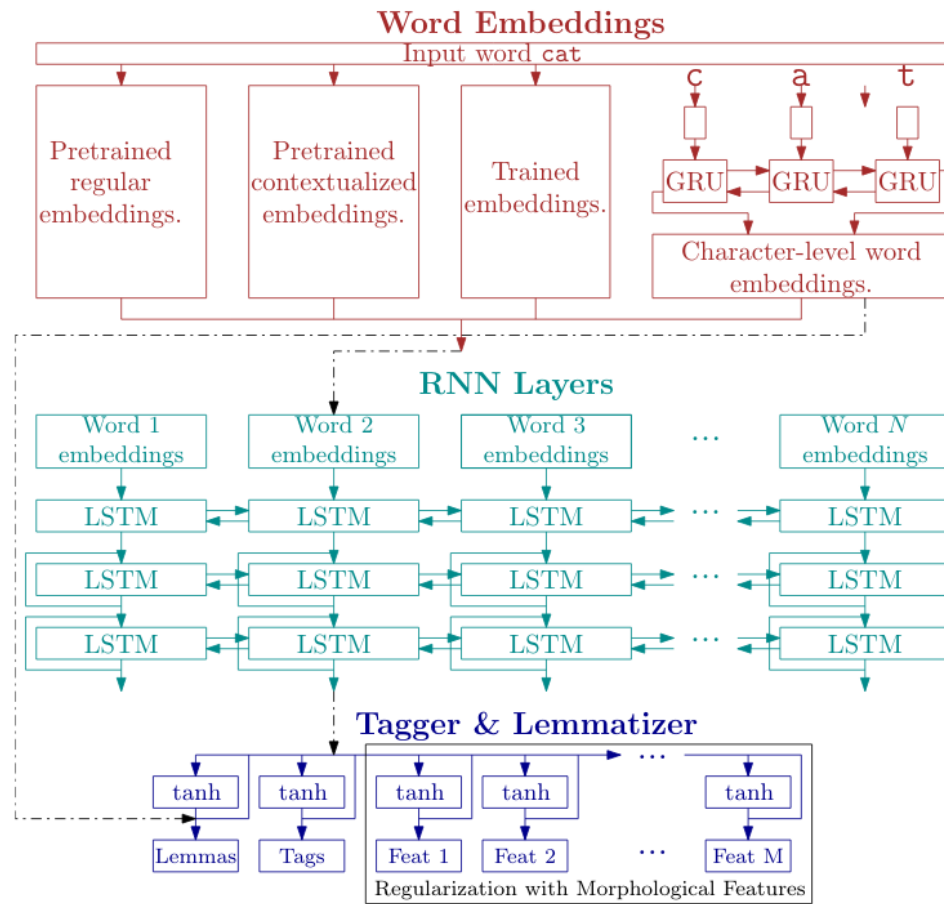 Word Embeddings
Input word cat
c a t
Pretrained
regular
embeddings.
Pretrained
contextualized
embeddings.
Trained
embeddings.
GRU GRU GRU
Character-level word
embeddings.
RNN Layers
Word 1
embeddings
Word 2
embeddings
Word 3
embeddings
...
Word N
embeddings
LSTM LSTM LSTM ... LSTM
LSTM LSTM LSTM ... LSTM
LSTM LSTM LSTM ... LSTM
Tagger & Lemmatizer
...
tanh tanh tanh tanh tanh
Lemmas Tags Feat 1 Feat 2 ... Feat M
Regularization with Morphological Features